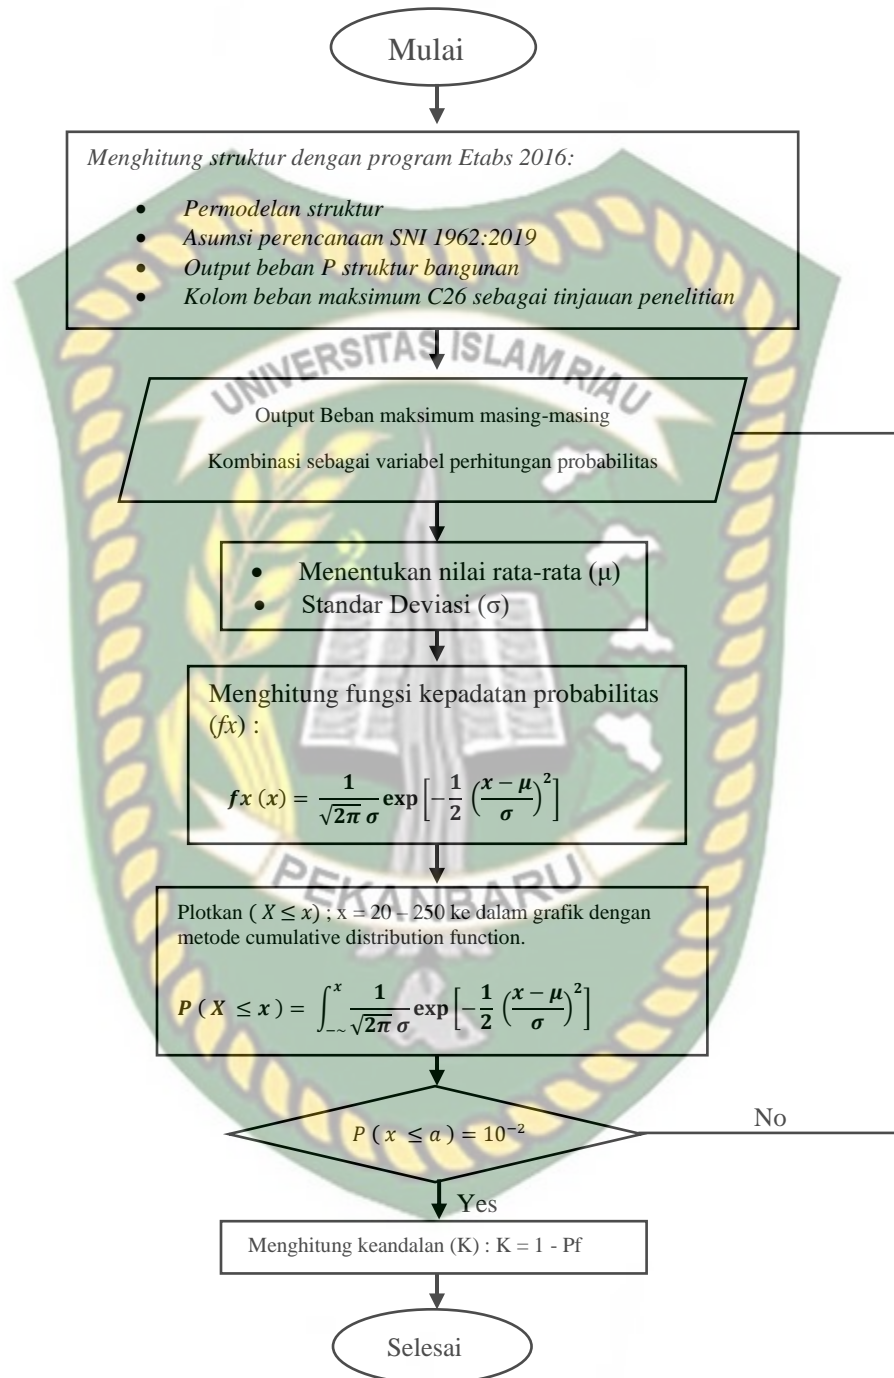 Mulai
Menghitung struktur dengan program Etabs 2016:
• Permodelan struktur
• Asumsi perencanaan SNI 1962:2019
• Output beban P struktur bangunan
• Kolom beban maksimum C26 sebagai tinjauan penelitian
UNIVERSITAS ISLAM RIAU
Output Beban maksimum masing-masing
Kombinasi sebagai variabel perhitungan probabilitas
• Menentukan nilai rata-rata (μ)
• Standar Deviasi (σ)
Menghitung fungsi kepadatan probabilitas
(fx) :
fx (x) = 1/(√2π σ) exp [−1/2 ((x − μ)/σ)²]
PEKANBARU
Plotkan ( X ≤ x) ; x = 20 – 250 ke dalam grafik dengan
metode cumulative distribution function.
P ( X ≤ x ) = ∫_{−~}^{x} 1/(√2π σ) exp [−1/2 ((x − μ)/σ)²]
P ( x ≤ a ) = 10⁻²
No
Yes
Menghitung keandalan (K) : K = 1 - Pf
Selesai